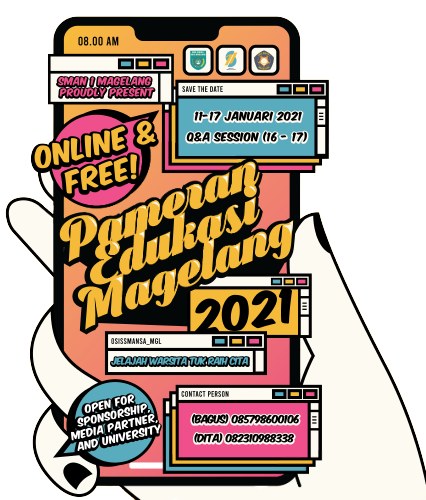 08.00 AM
SMAN 1 MAGELANG
PROUDLY PRESENT
SAVE THE DATE
11-17 JANUARI 2021
Q&A SESSION (16 - 17)
ONLINE &
FREE!
Pameran
Edukasi
Magelang
2021
OSISSMANSA_MGL
JELAJAH WARSITA TUK RAIH CITA
OPEN FOR
SPONSORSHIP,
MEDIA PARTNER,
AND UNIVERSITY
CONTACT PERSON
(BAGUS) 085798600106
(DITA) 082310988338